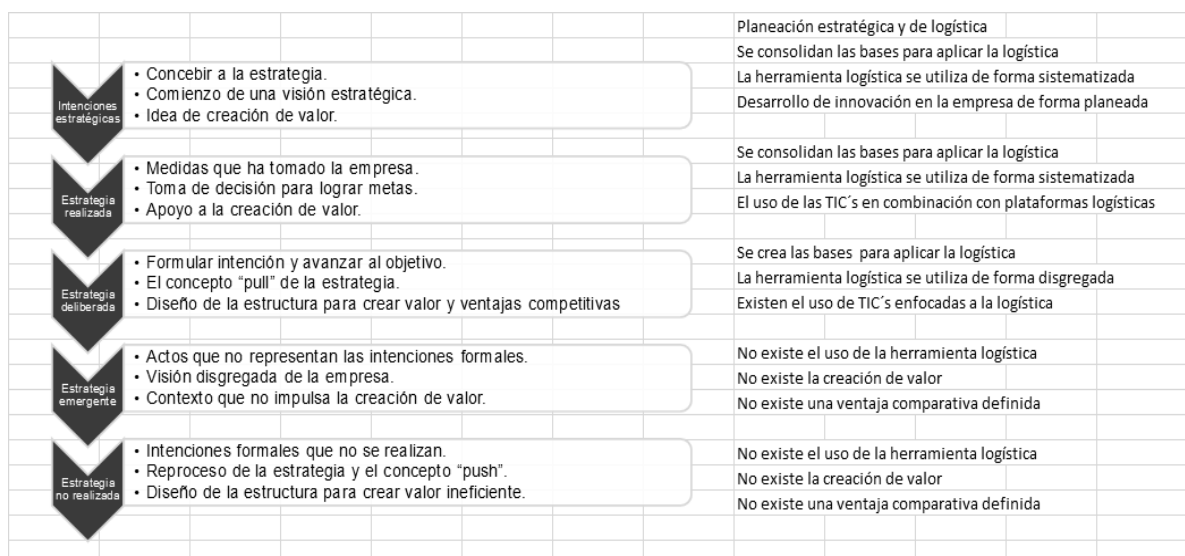 Planeación estratégica y de logística
Se consolidan las bases para aplicar la logística
La herramienta logística se utiliza de forma sistematizada
Desarrollo de innovación en la empresa de forma planeada
Intenciones
estratégicas
• Concebir a la estrategia.
• Comienzo de una visión estratégica.
• Idea de creación de valor.
Se consolidan las bases para aplicar la logística
La herramienta logística se utiliza de forma sistematizada
El uso de las TIC´s en combinación con plataformas logísticas
Estrategia
realizada
• Medidas que ha tomado la empresa.
• Toma de decisión para lograr metas.
• Apoyo a la creación de valor.
Se crea las bases para aplicar la logística
La herramienta logística se utiliza de forma disgregada
Existen el uso de TIC´s enfocadas a la logística
Estrategia
deliberada
• Formular intención y avanzar al objetivo.
• El concepto “pull” de la estrategia.
• Diseño de la estructura para crear valor y ventajas competitivas
No existe el uso de la herramienta logística
No existe la creación de valor
No existe una ventaja comparativa definida
Estrategia
emergente
• Actos que no representan las intenciones formales.
• Visión disgregada de la empresa.
• Contexto que no impulsa la creación de valor.
No existe el uso de la herramienta logística
No existe la creación de valor
No existe una ventaja comparativa definida
Estrategia
no realizada
• Intenciones formales que no se realizan.
• Reproceso de la estrategia y el concepto “push”.
• Diseño de la estructura para crear valor ineficiente.